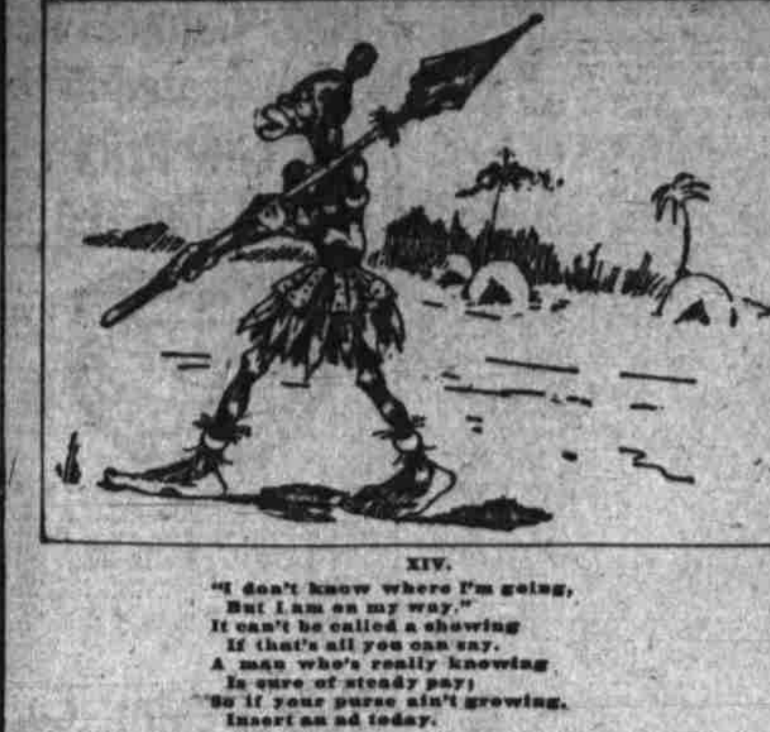 XIV.
"I don't know where I'm going,
But I am on my way."
It can't be called a showing
If that's all you can say.
A man who's really knowing
Is sure of steady pay;
So if your purse ain't growing,
Insert an ad today.